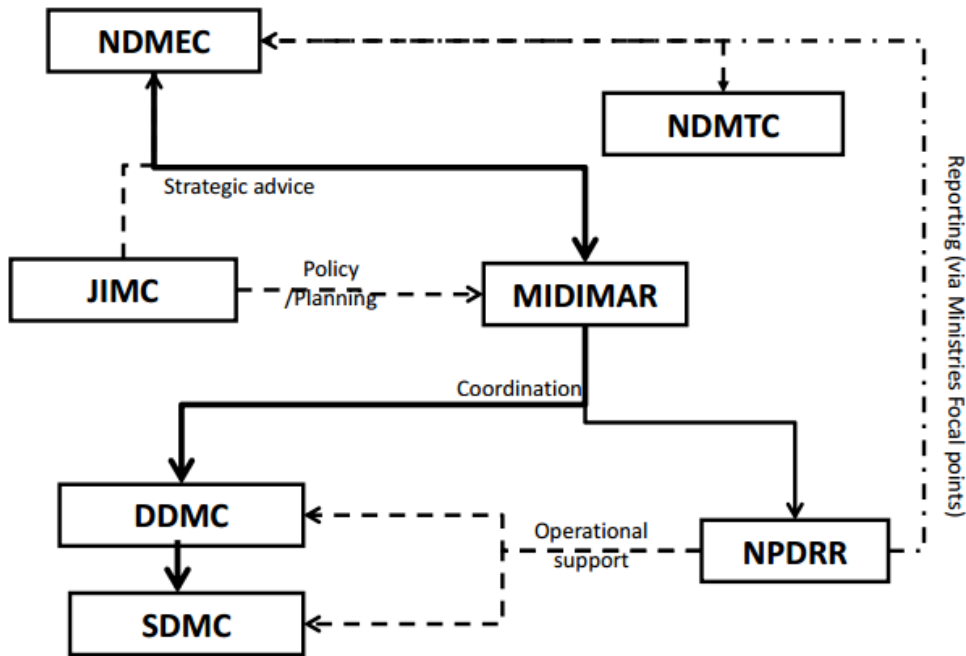 NDMEC
NDMTC
Strategic advice
JIMC
Policy
/Planning
MIDIMAR
Reporting (via Ministries Focal points)
Coordination
DDMC
Operational
support
NPDRR
SDMC